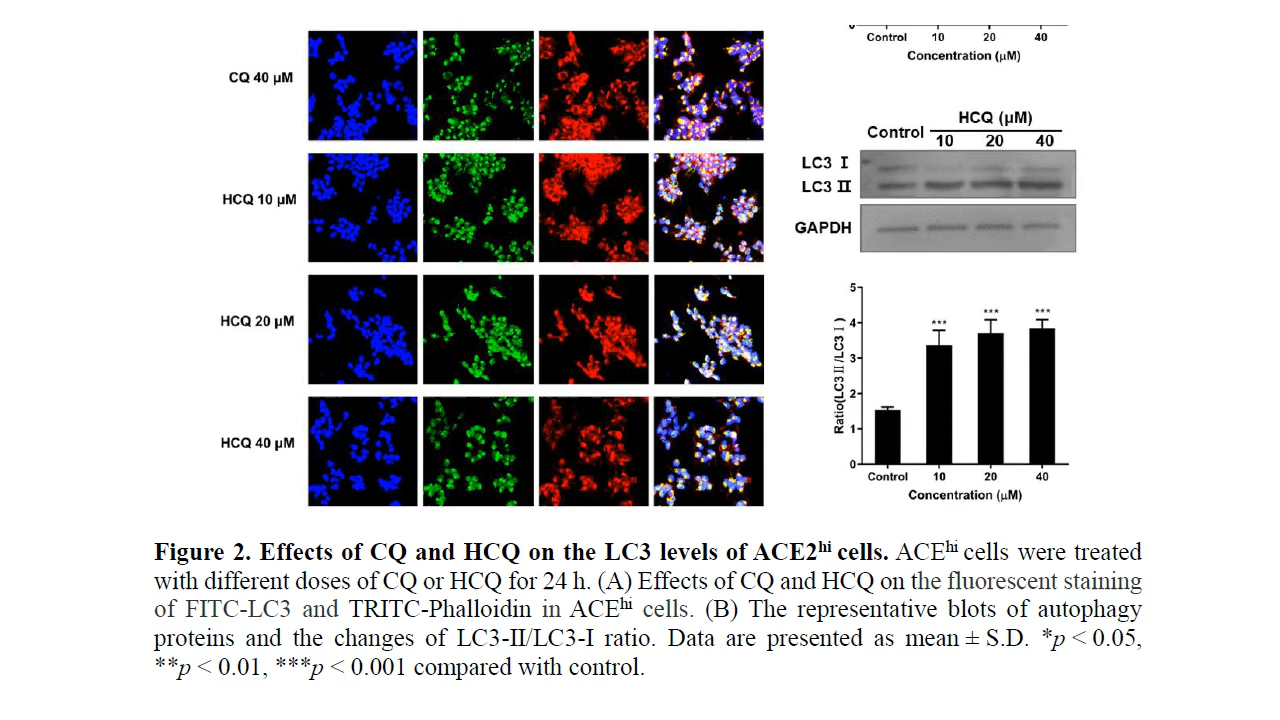 CQ 40 μM
HCQ 10 μM
HCQ 20 μM
HCQ 40 μM
0
Control 10 20 40
Concentration (μM)
HCQ (μM)
Control 10 20 40
LC3 Ⅰ
LC3 Ⅱ
GAPDH
Ratio(LC3Ⅱ/LC3Ⅰ)
5
4
3
2
1
0
*** *** ***
Control 10 20 40
Concentration (μM)
Figure 2. Effects of CQ and HCQ on the LC3 levels of ACE2hi cells. ACEhi cells were treated
with different doses of CQ or HCQ for 24 h. (A) Effects of CQ and HCQ on the fluorescent staining
of FITC-LC3 and TRITC-Phalloidin in ACEhi cells. (B) The representative blots of autophagy
proteins and the changes of LC3-II/LC3-I ratio. Data are presented as mean ± S.D. *p < 0.05,
**p < 0.01, ***p < 0.001 compared with control.